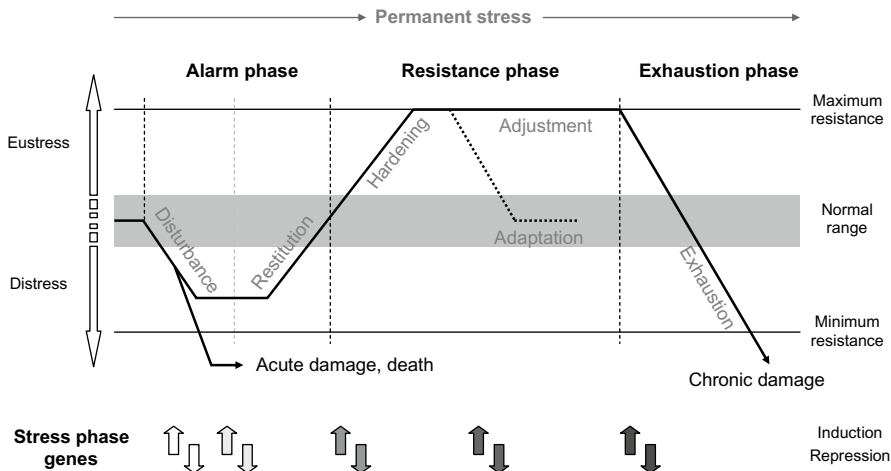 Permanent stress
Alarm phase
Resistance phase
Exhaustion phase
Maximum
resistance
Eustress
Hardening
Adjustment
Disturbance
Restitution
Adaptation
Normal
range
Distress
Exhaustion
Minimum
resistance
Acute damage, death
Chronic damage
Stress phase
genes
Induction
Repression